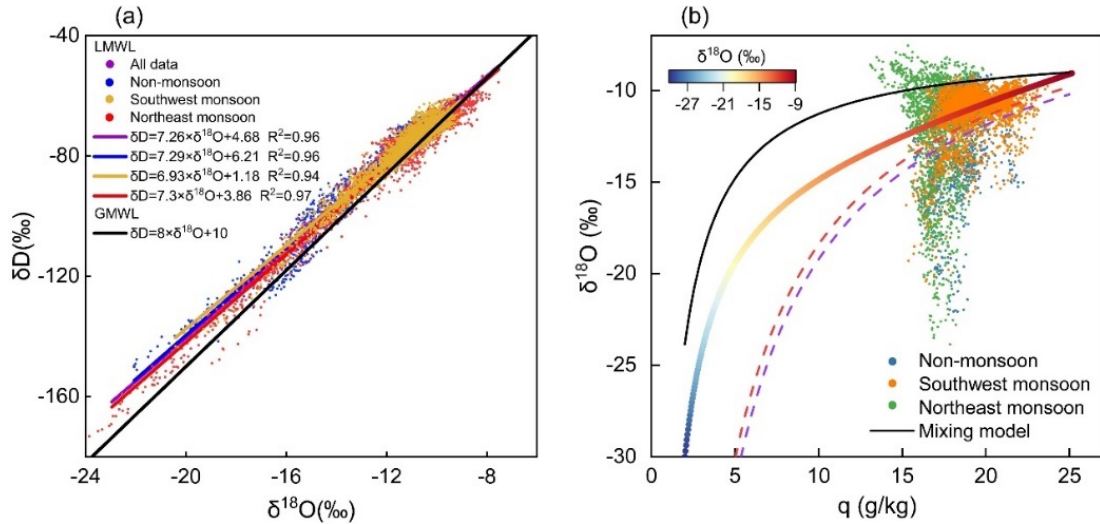 (a)
-40
-80
-120
-160
δD(‰)
LMWL
All data
Non-monsoon
Southwest monsoon
Northeast monsoon
δD=7.26×δ¹⁸O+4.68 R²=0.96
δD=7.29×δ¹⁸O+6.21 R²=0.96
δD=6.93×δ¹⁸O+1.18 R²=0.94
δD=7.3×δ¹⁸O+3.86 R²=0.97
GMWL
δD=8×δ¹⁸O+10
-24 -20 -16 -12 -8
δ¹⁸O(‰)
(b)
-10
-15
-20
-25
-30
δ¹⁸O (‰)
δ¹⁸O (‰)
-27 -21 -15 -9
Non-monsoon
Southwest monsoon
Northeast monsoon
Mixing model
0 5 10 15 20 25
q (g/kg)